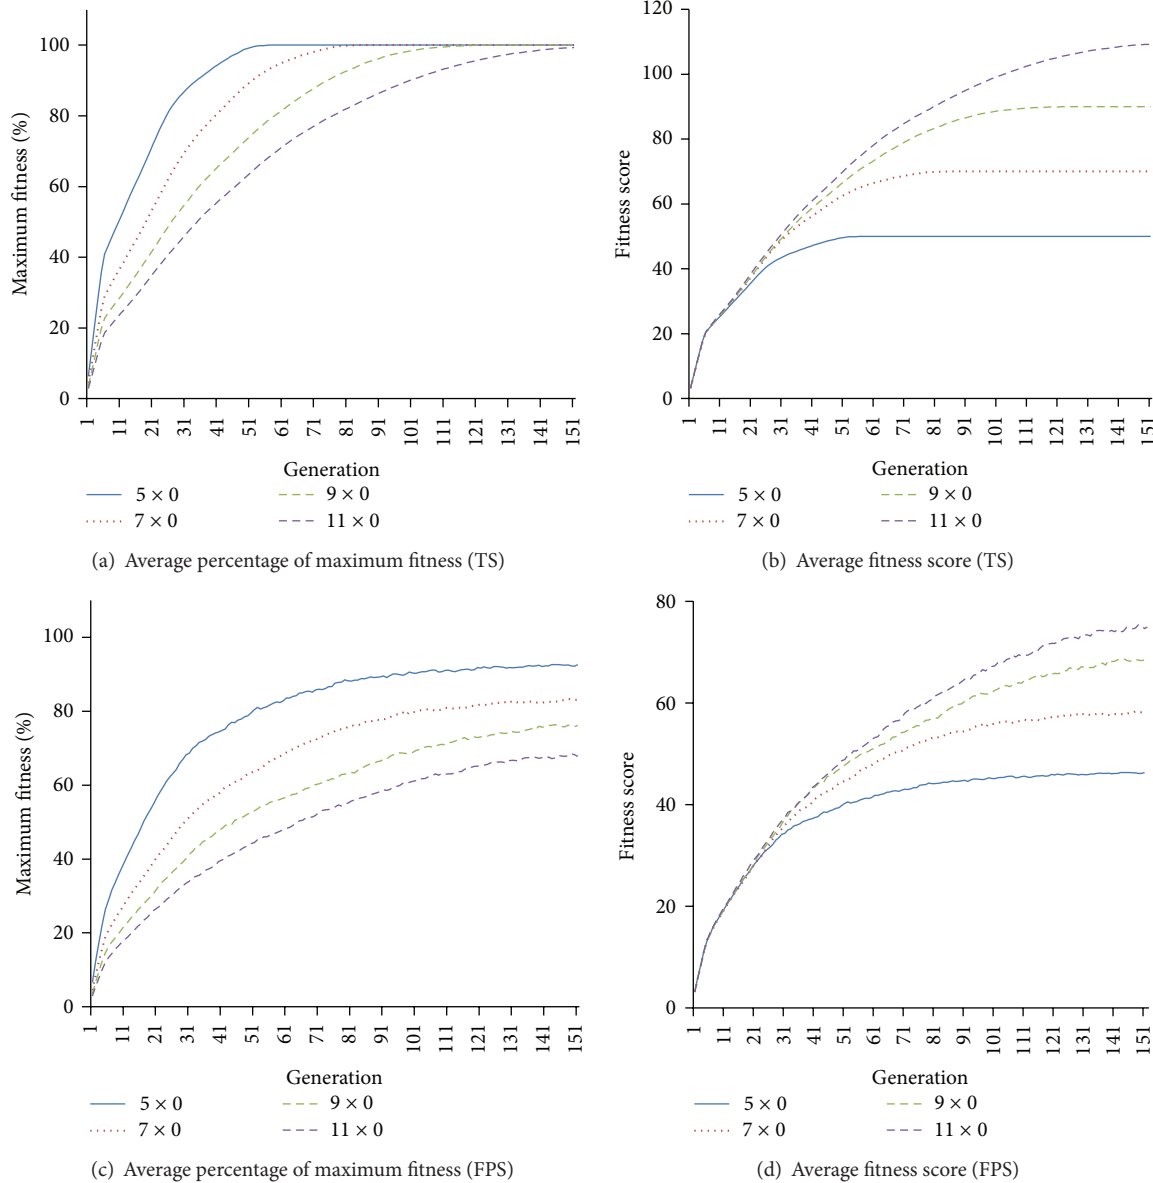 100
80
60
40
20
0
Maximum fitness (%)
1 11 21 31 41 51 61 71 81 91 101 111 121 131 141 151
Generation
5 × 0
9 × 0
7 × 0
11 × 0
(a) Average percentage of maximum fitness (TS)
120
100
80
60
40
20
0
Fitness score
1 11 21 31 41 51 61 71 81 91 101 111 121 131 141 151
Generation
5 × 0
9 × 0
7 × 0
11 × 0
(b) Average fitness score (TS)
100
80
60
40
20
0
Maximum fitness (%)
1 11 21 31 41 51 61 71 81 91 101 111 121 131 141 151
Generation
5 × 0
9 × 0
7 × 0
11 × 0
(c) Average percentage of maximum fitness (FPS)
80
60
40
20
0
Fitness score
1 11 21 31 41 51 61 71 81 91 101 111 121 131 141 151
Generation
5 × 0
9 × 0
7 × 0
11 × 0
(d) Average fitness score (FPS)